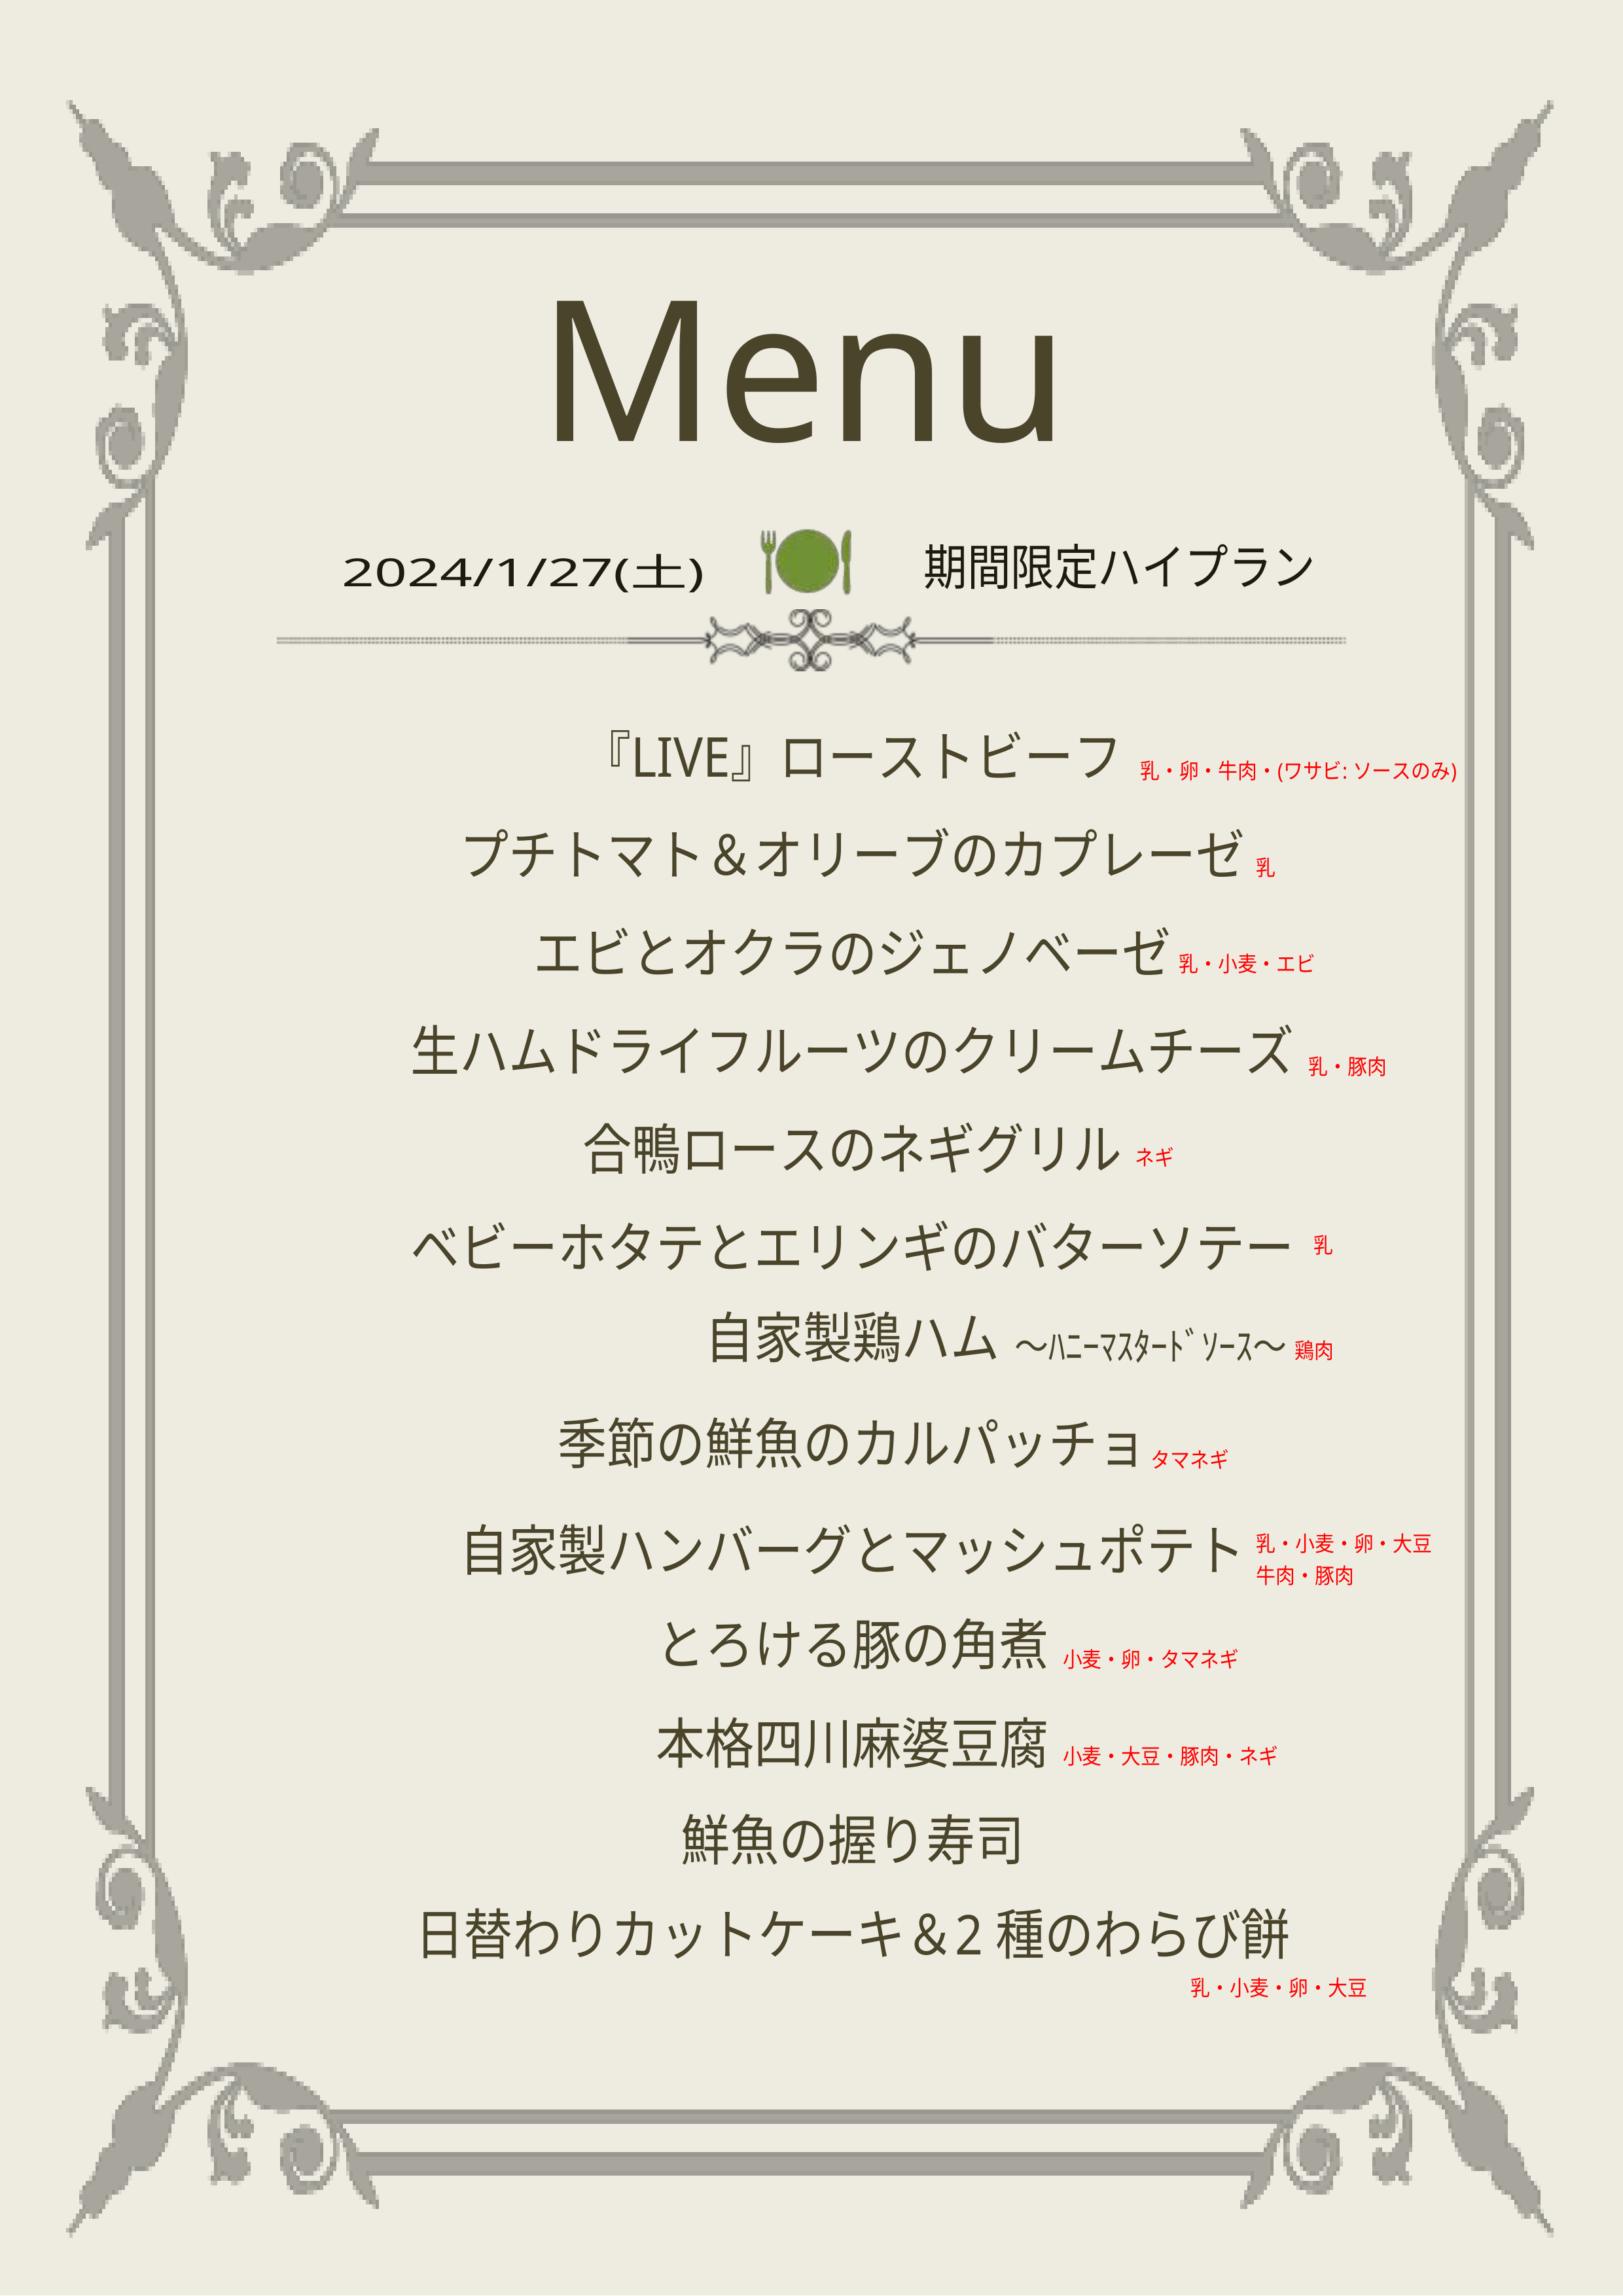 Menu
2024/1/27(土) 期間限定ハイプラン
『LIVE』ローストビーフ 乳・卵・牛肉・(ワサビ: ソースのみ)
プチトマト＆オリーブのカプレーゼ 乳
エビとオクラのジェノベーゼ 乳・小麦・エビ
生ハムドライフルーツのクリームチーズ 乳・豚肉
合鴨ロースのネギグリル ネギ
ベビーホタテとエリンギのバターソテー 乳
自家製鶏ハム ～ﾊﾆｰﾏｽﾀｰﾄﾞｿｰｽ～ 鶏肉
季節の鮮魚のカルパッチョ タマネギ
自家製ハンバーグとマッシュポテト 乳・小麦・卵・大豆
牛肉・豚肉
とろける豚の角煮 小麦・卵・タマネギ
本格四川麻婆豆腐 小麦・大豆・豚肉・ネギ
鮮魚の握り寿司
日替わりカットケーキ＆2 種のわらび餅
乳・小麦・卵・大豆